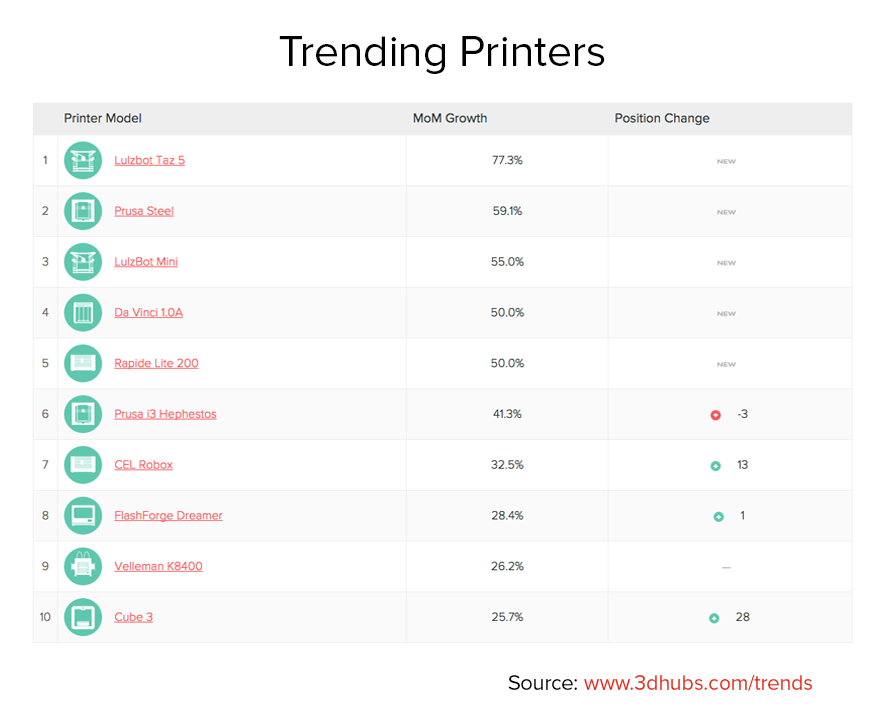 Trending Printers
Printer Model MoM Growth Position Change
1 Lulzbot Taz 5 77.3% NEW
2 Prusa Steel 59.1% NEW
3 LulzBot Mini 55.0% NEW
4 Da Vinci 1.0A 50.0% NEW
5 Rapide Lite 200 50.0% NEW
6 Prusa i3 Hephestos 41.3% -3
7 CEL Robox 32.5% 13
8 FlashForge Dreamer 28.4% 1
9 Velleman K8400 26.2% —
10 Cube 3 25.7% 28
Source: www.3dhubs.com/trends